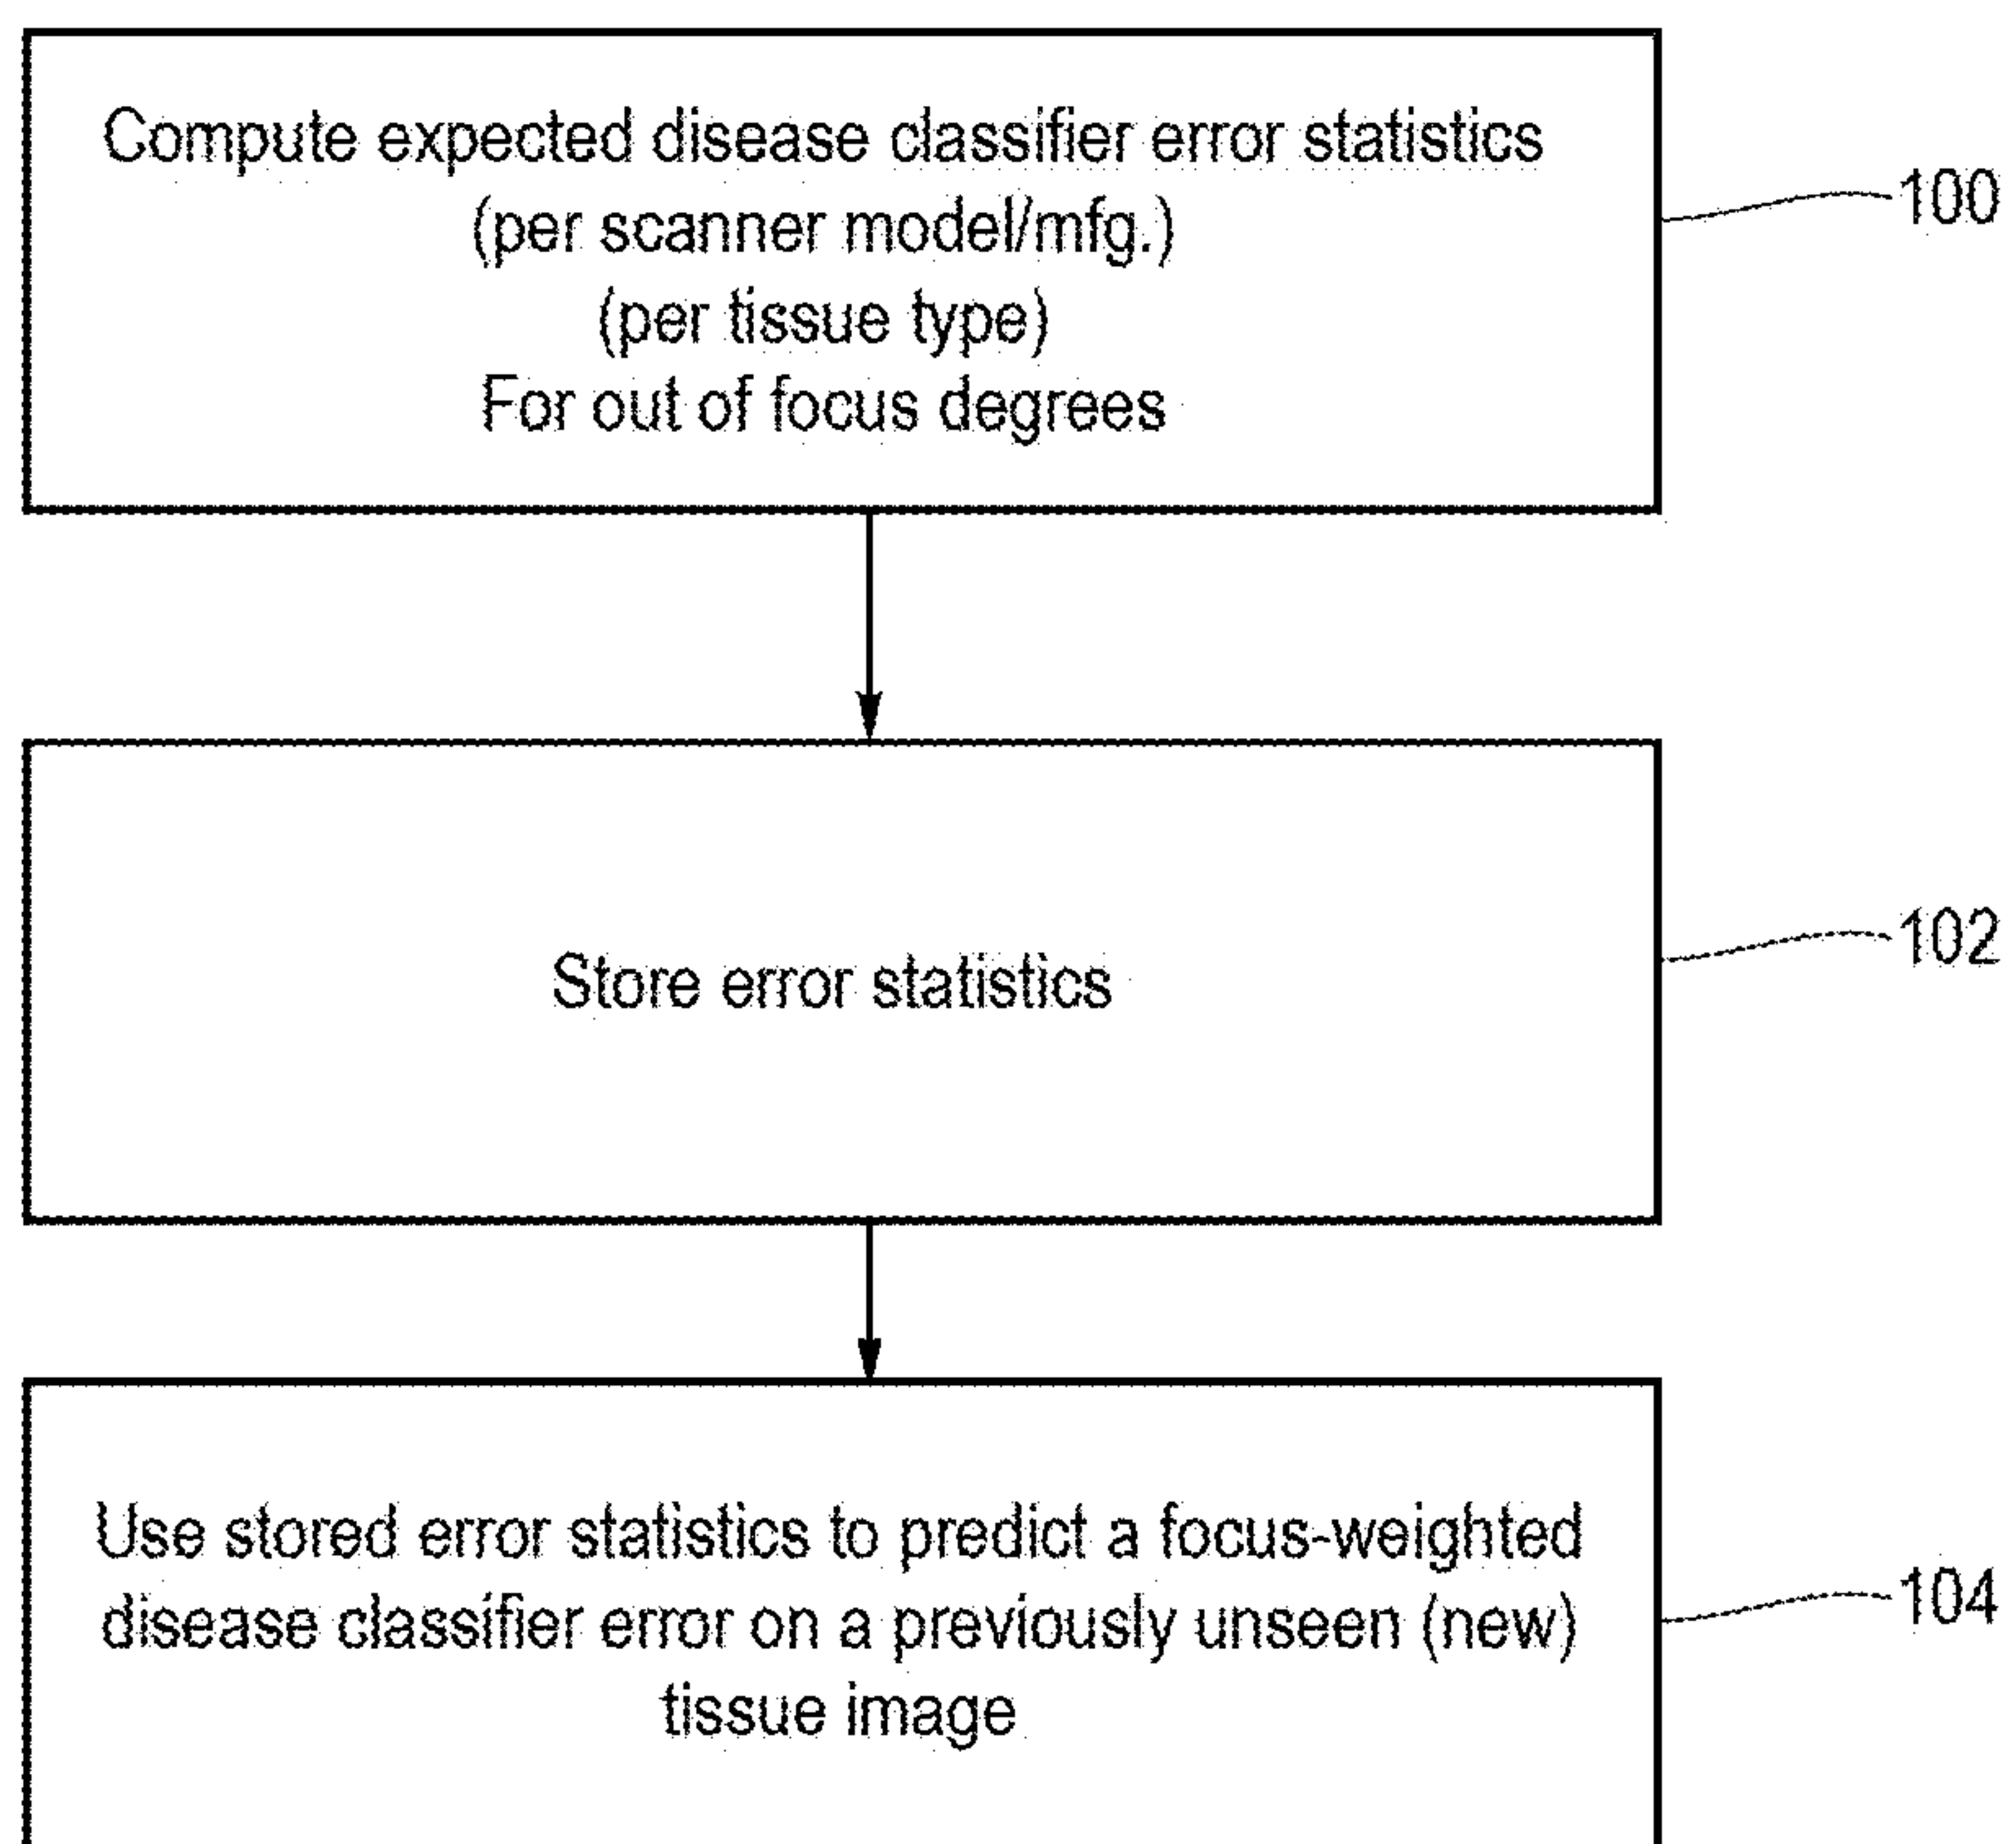 Compute expected disease classifier error statistics
(per scanner model/mfg.)
(per tissue type)
For out of focus degrees
100
Store error statistics
102
Use stored error statistics to predict a focus-weighted
disease classifier error on a previously unseen (new)
tissue image
104